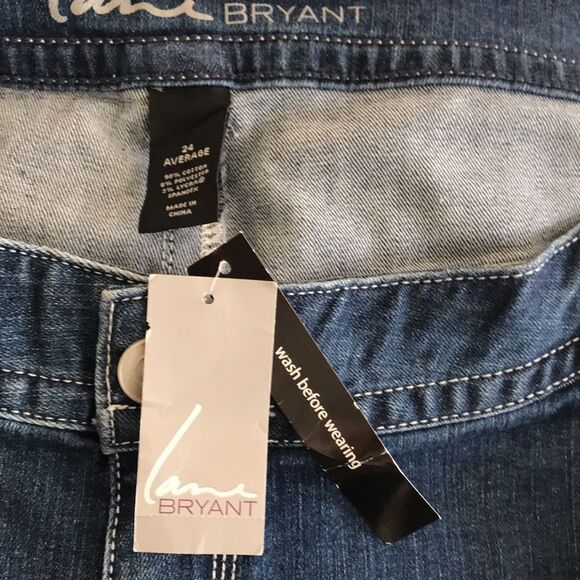 Lane
BRYANT
24
AVERAGE
90% COTTON
8% POLYESTER
2% LYCRA®
SPANDEX
MADE IN
CHINA
wash before wearing
Lane
BRYANT